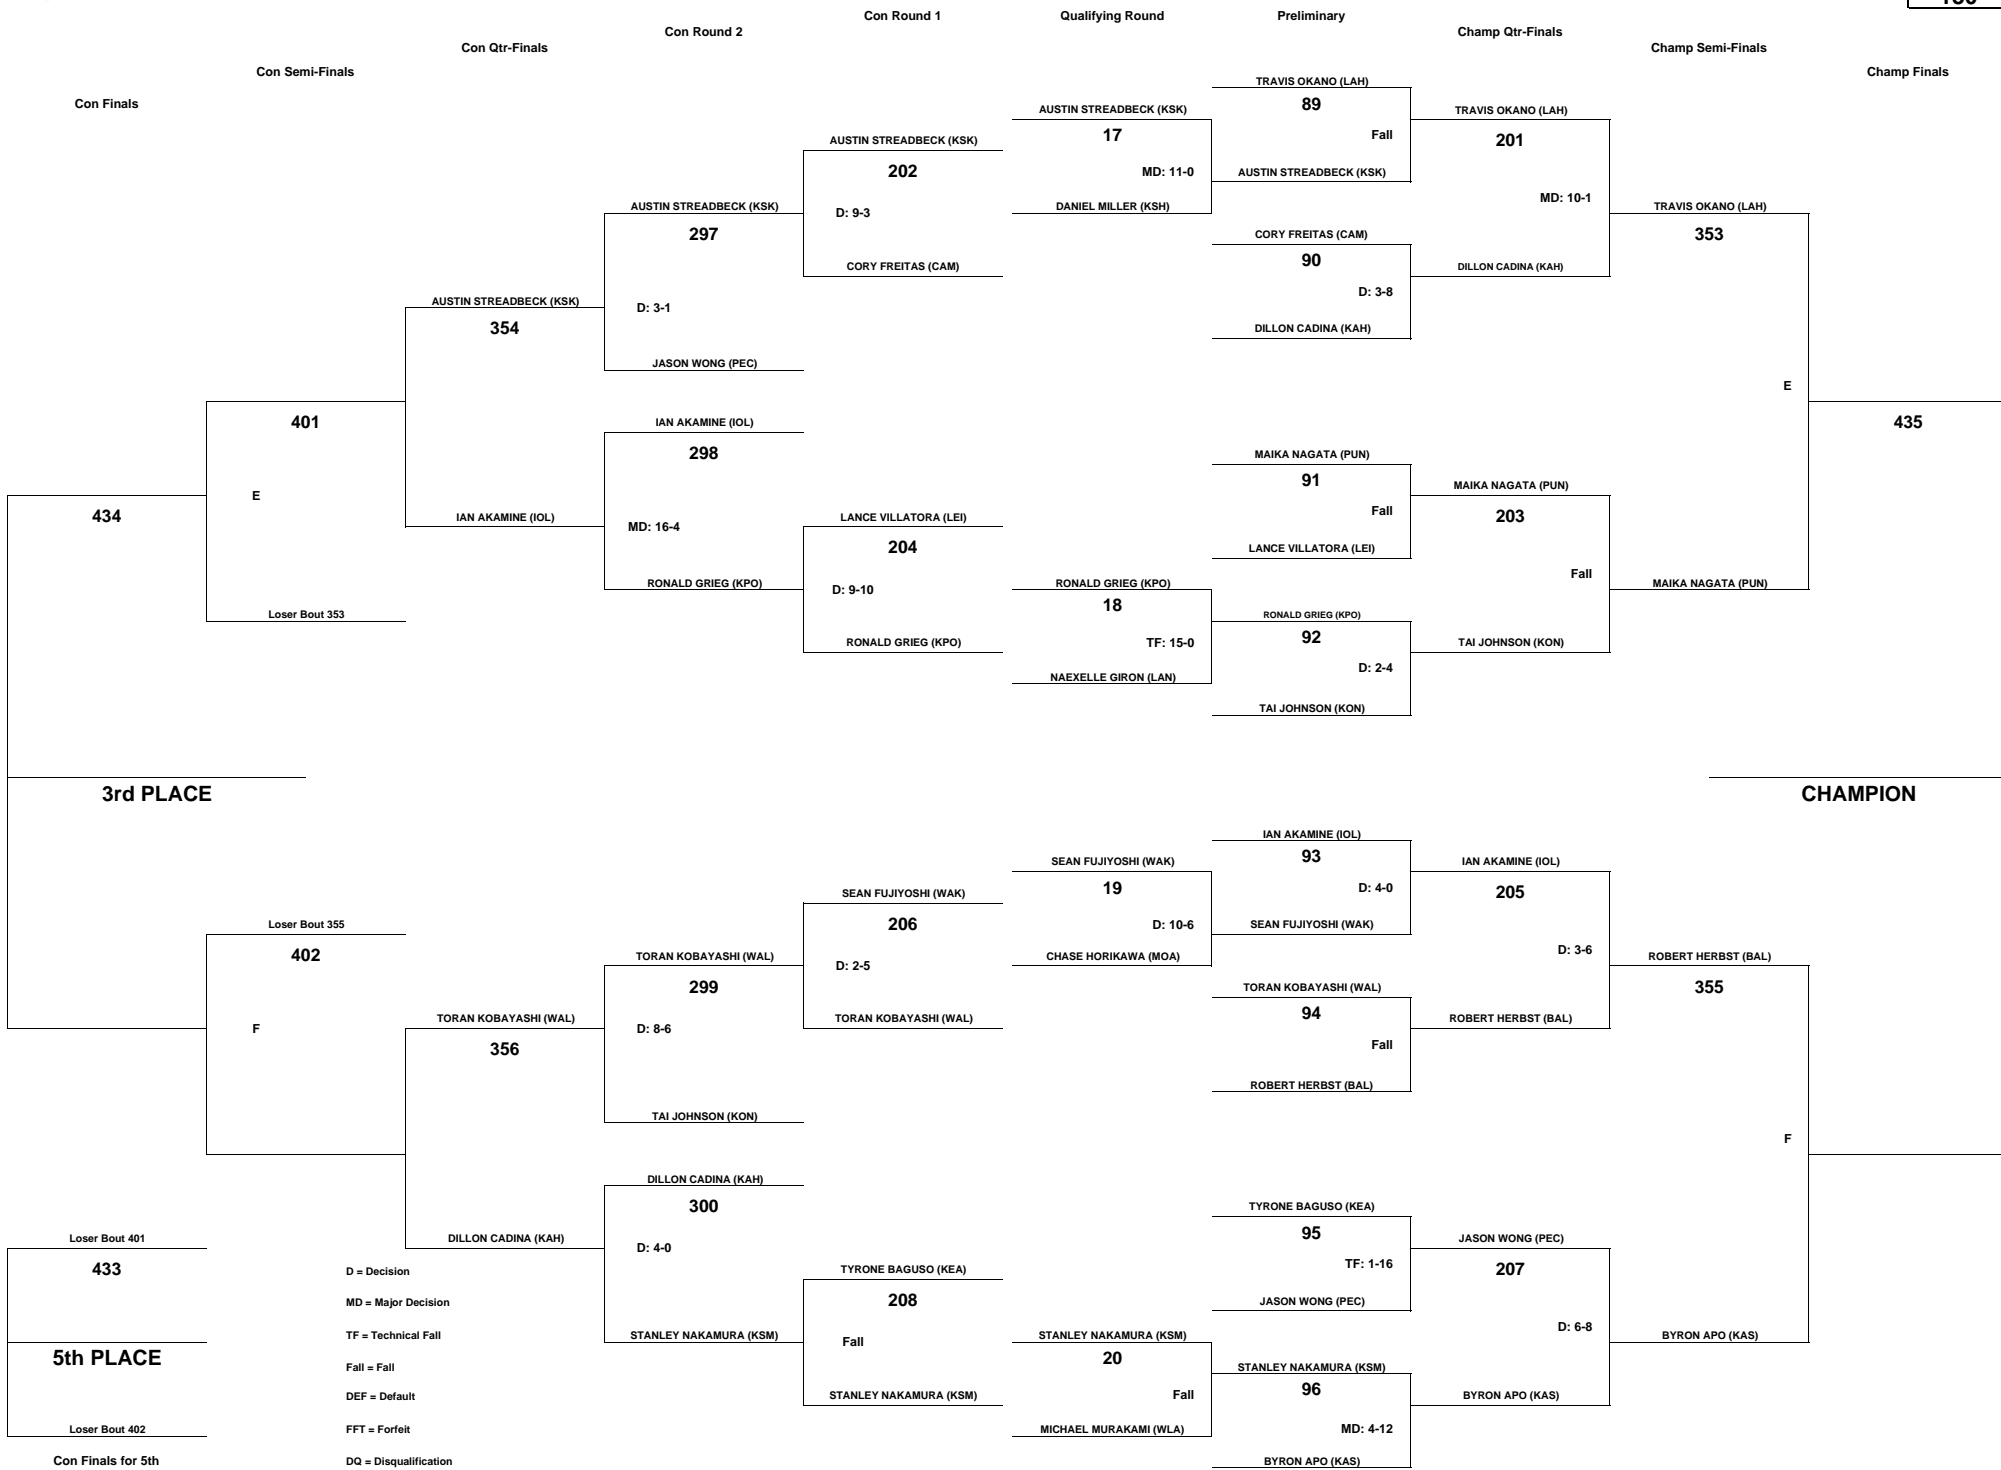 Con Round 1
Qualifying Round
Preliminary
Con Round 2
Champ Qtr-Finals
Con Qtr-Finals
Champ Semi-Finals
Con Semi-Finals
Champ Finals
Con Finals
TRAVIS OKANO (LAH)
89
Fall
AUSTIN STREADBECK (KSK)
CORY FREITAS (CAM)
90
D: 3-8
DILLON CADINA (KAH)
MAIKA NAGATA (PUN)
91
Fall
LANCE VILLATORA (LEI)
RONALD GRIEG (KPO)
92
D: 2-4
TAI JOHNSON (KON)
IAN AKAMINE (IOL)
93
D: 4-0
SEAN FUJIYOSHI (WAK)
TORAN KOBAYASHI (WAL)
94
Fall
ROBERT HERBST (BAL)
TYRONE BAGUSO (KEA)
95
TF: 1-16
JASON WONG (PEC)
STANLEY NAKAMURA (KSM)
96
MD: 4-12
BYRON APO (KAS)
AUSTIN STREADBECK (KSK)
17
MD: 11-0
DANIEL MILLER (KSH)
RONALD GRIEG (KPO)
18
TF: 15-0
NAEXELLE GIRON (LAN)
SEAN FUJIYOSHI (WAK)
19
D: 10-6
CHASE HORIKAWA (MOA)
STANLEY NAKAMURA (KSM)
20
Fall
MICHAEL MURAKAMI (WLA)
TRAVIS OKANO (LAH)
201
MD: 10-1
DILLON CADINA (KAH)
MAIKA NAGATA (PUN)
203
Fall
TAI JOHNSON (KON)
IAN AKAMINE (IOL)
205
D: 3-6
ROBERT HERBST (BAL)
JASON WONG (PEC)
207
D: 6-8
BYRON APO (KAS)
TRAVIS OKANO (LAH)
353
E
MAIKA NAGATA (PUN)
ROBERT HERBST (BAL)
355
F
BYRON APO (KAS)
435
CHAMPION
AUSTIN STREADBECK (KSK)
202
D: 9-3
CORY FREITAS (CAM)
LANCE VILLATORA (LEI)
204
D: 9-10
RONALD GRIEG (KPO)
SEAN FUJIYOSHI (WAK)
206
D: 2-5
TORAN KOBAYASHI (WAL)
TYRONE BAGUSO (KEA)
208
Fall
STANLEY NAKAMURA (KSM)
AUSTIN STREADBECK (KSK)
297
D: 3-1
JASON WONG (PEC)
IAN AKAMINE (IOL)
298
MD: 16-4
RONALD GRIEG (KPO)
TORAN KOBAYASHI (WAL)
299
D: 8-6
TAI JOHNSON (KON)
DILLON CADINA (KAH)
300
D: 4-0
STANLEY NAKAMURA (KSM)
AUSTIN STREADBECK (KSK)
354
IAN AKAMINE (IOL)
TORAN KOBAYASHI (WAL)
356
DILLON CADINA (KAH)
401
E
Loser Bout 353
Loser Bout 355
402
F
434
3rd PLACE
Loser Bout 401
433
5th PLACE
Loser Bout 402
Con Finals for 5th
D = Decision
MD = Major Decision
TF = Technical Fall
Fall = Fall
DEF = Default
FFT = Forfeit
DQ = Disqualification